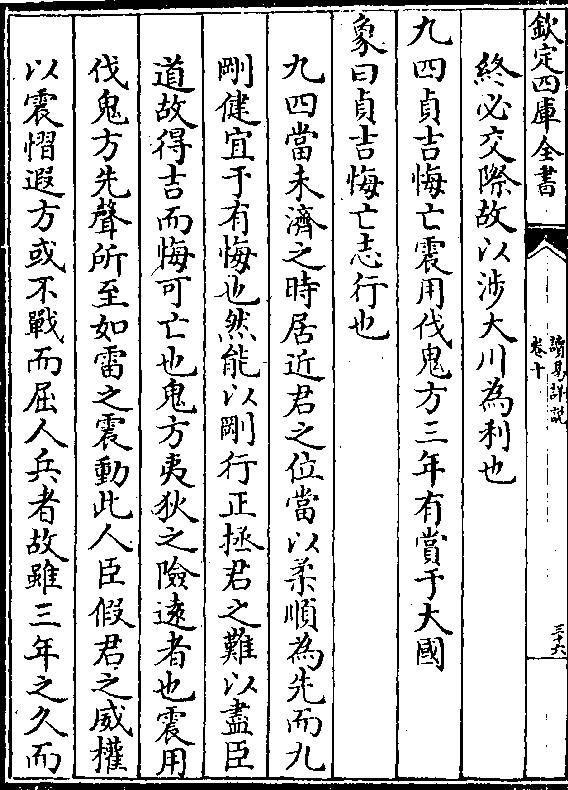 欽定四庫全書
讀易詳說
卷十
三十六
終必交際故以涉大川為利也
九四貞吉悔亡震用伐鬼方三年有賞于大國
象曰貞吉悔亡志行也
九四當未濟之時居近君之位當以柔順為先而九
剛健宜于有悔也然能以剛行正拯君之難以盡臣
道故得吉而悔可亡也鬼方夷狄之險遠者也震用
伐鬼方先聲所至如雷之震動此人臣假君之威權
以震慴遐方或不戰而屈人兵者故雖三年之久而